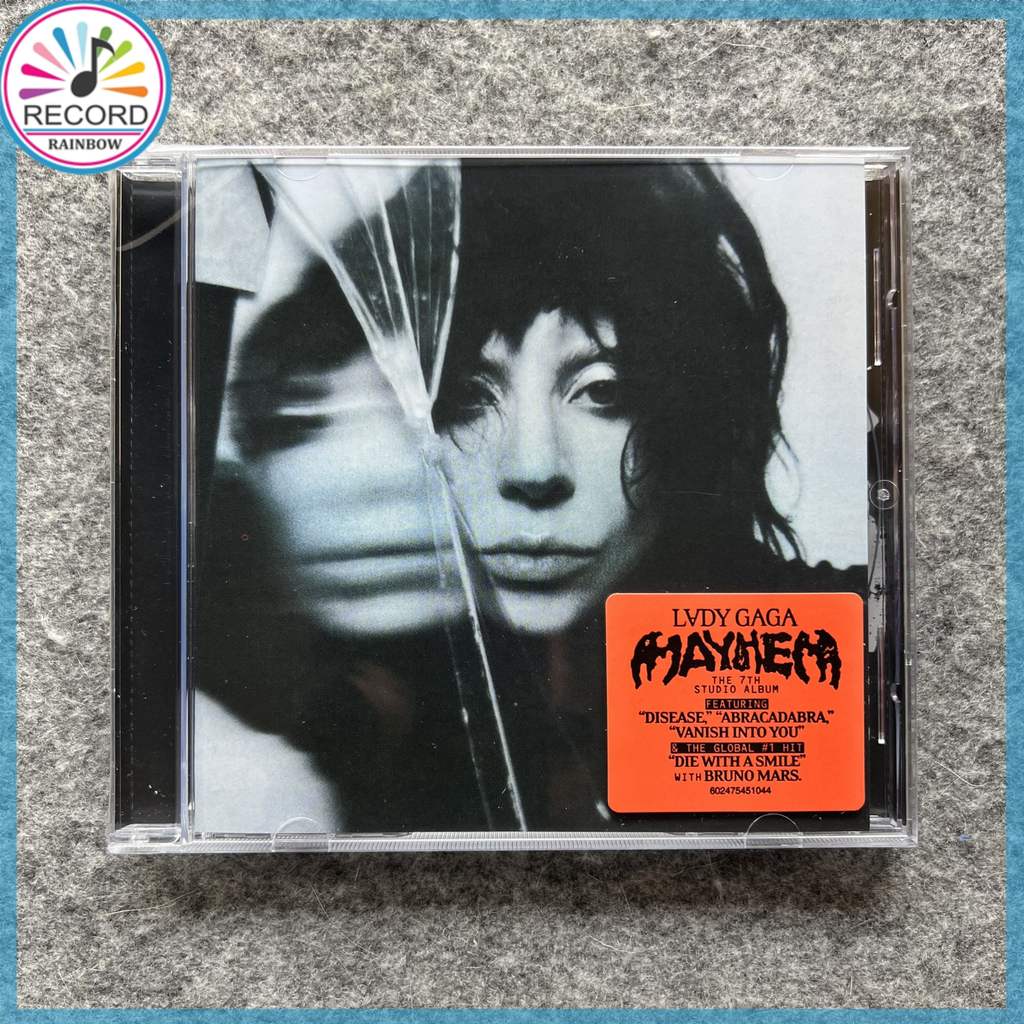 RECORD
RAINBOW
LⱯDY GAGA
MAYHEM
THE 7TH
STUDIO ALBUM
FEATURING
“DISEASE,” “ABRACADABRA,”
“VANISH INTO YOU”
& THE GLOBAL #1 HIT
“DIE WITH A SMILE”
WITH BRUNO MARS.
602475451044